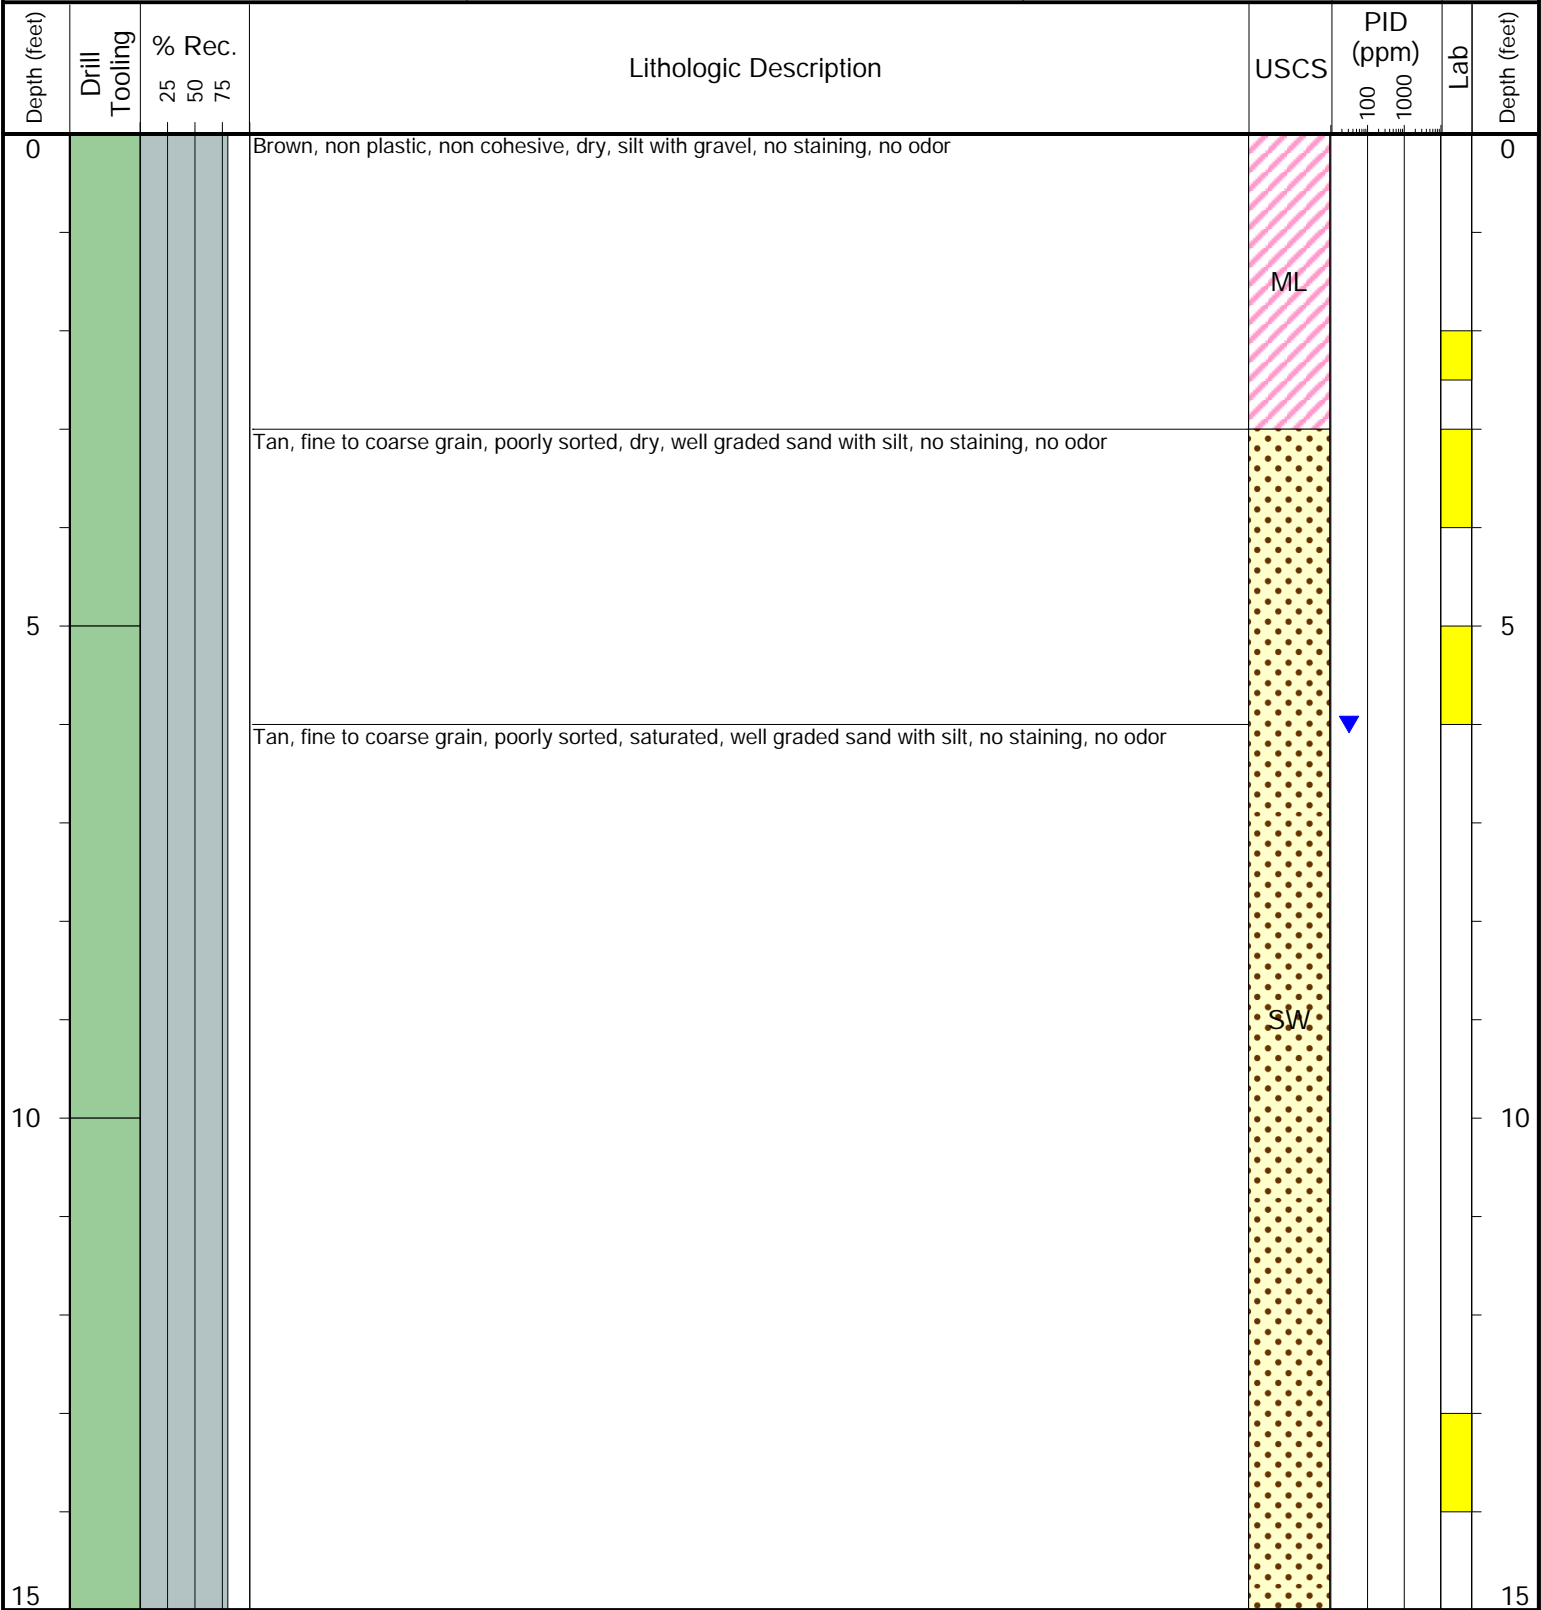 Depth (feet)
Drill
Tooling
% Rec.
25 50 75
Lithologic Description
USCS
PID
(ppm)
100 1000
Lab
Depth (feet)
0
Brown, non plastic, non cohesive, dry, silt with gravel, no staining, no odor
0
ML
Tan, fine to coarse grain, poorly sorted, dry, well graded sand with silt, no staining, no odor
5
5
Tan, fine to coarse grain, poorly sorted, saturated, well graded sand with silt, no staining, no odor
SW
10
10
15
15